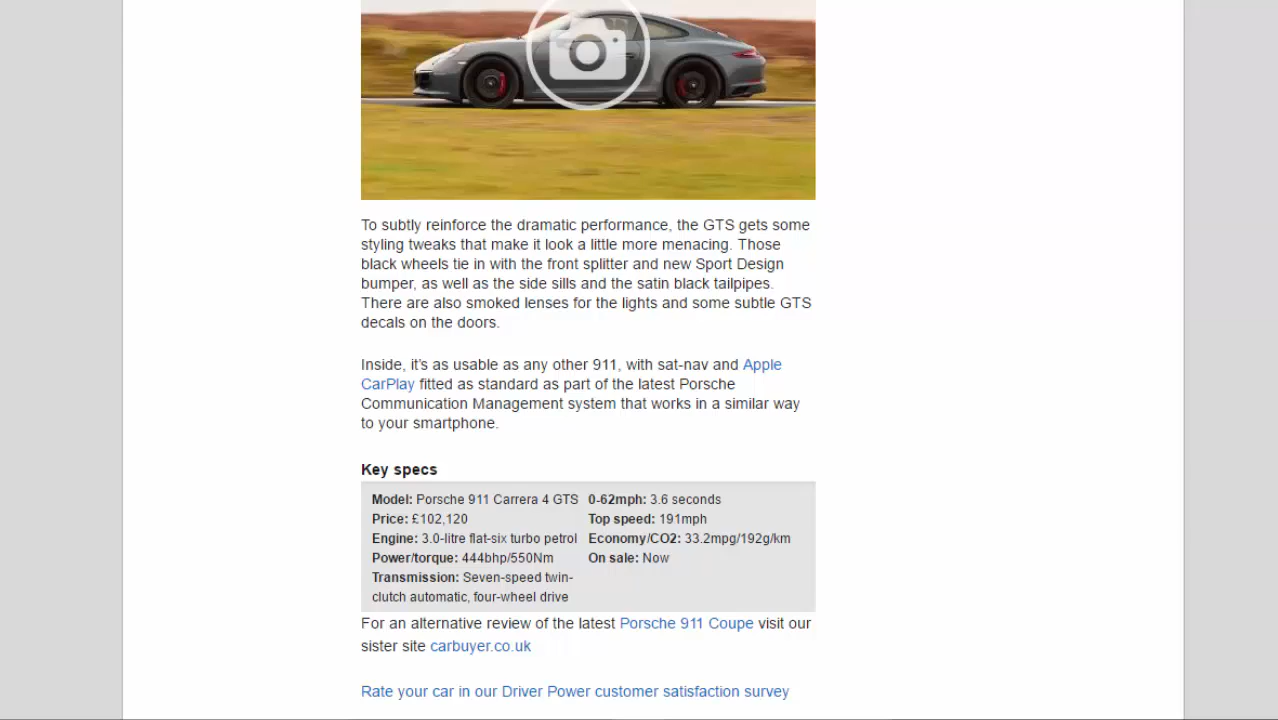 To subtly reinforce the dramatic performance, the GTS gets some
styling tweaks that make it look a little more menacing. Those
black wheels tie in with the front splitter and new Sport Design
bumper, as well as the side sills and the satin black tailpipes.
There are also smoked lenses for the lights and some subtle GTS
decals on the doors.
Inside, it's as usable as any other 911, with sat-nav and Apple
CarPlay fitted as standard as part of the latest Porsche
Communication Management system that works in a similar way
to your smartphone.
Key specs
Model: Porsche 911 Carrera 4 GTS
Price: £102,120
Engine: 3.0-litre flat-six turbo petrol
Power/torque: 444bhp/550Nm
Transmission: Seven-speed twin-
clutch automatic, four-wheel drive
0-62mph: 3.6 seconds
Top speed: 191mph
Economy/CO2: 33.2mpg/192g/km
On sale: Now
For an alternative review of the latest Porsche 911 Coupe visit our
sister site carbuyer.co.uk
Rate your car in our Driver Power customer satisfaction survey